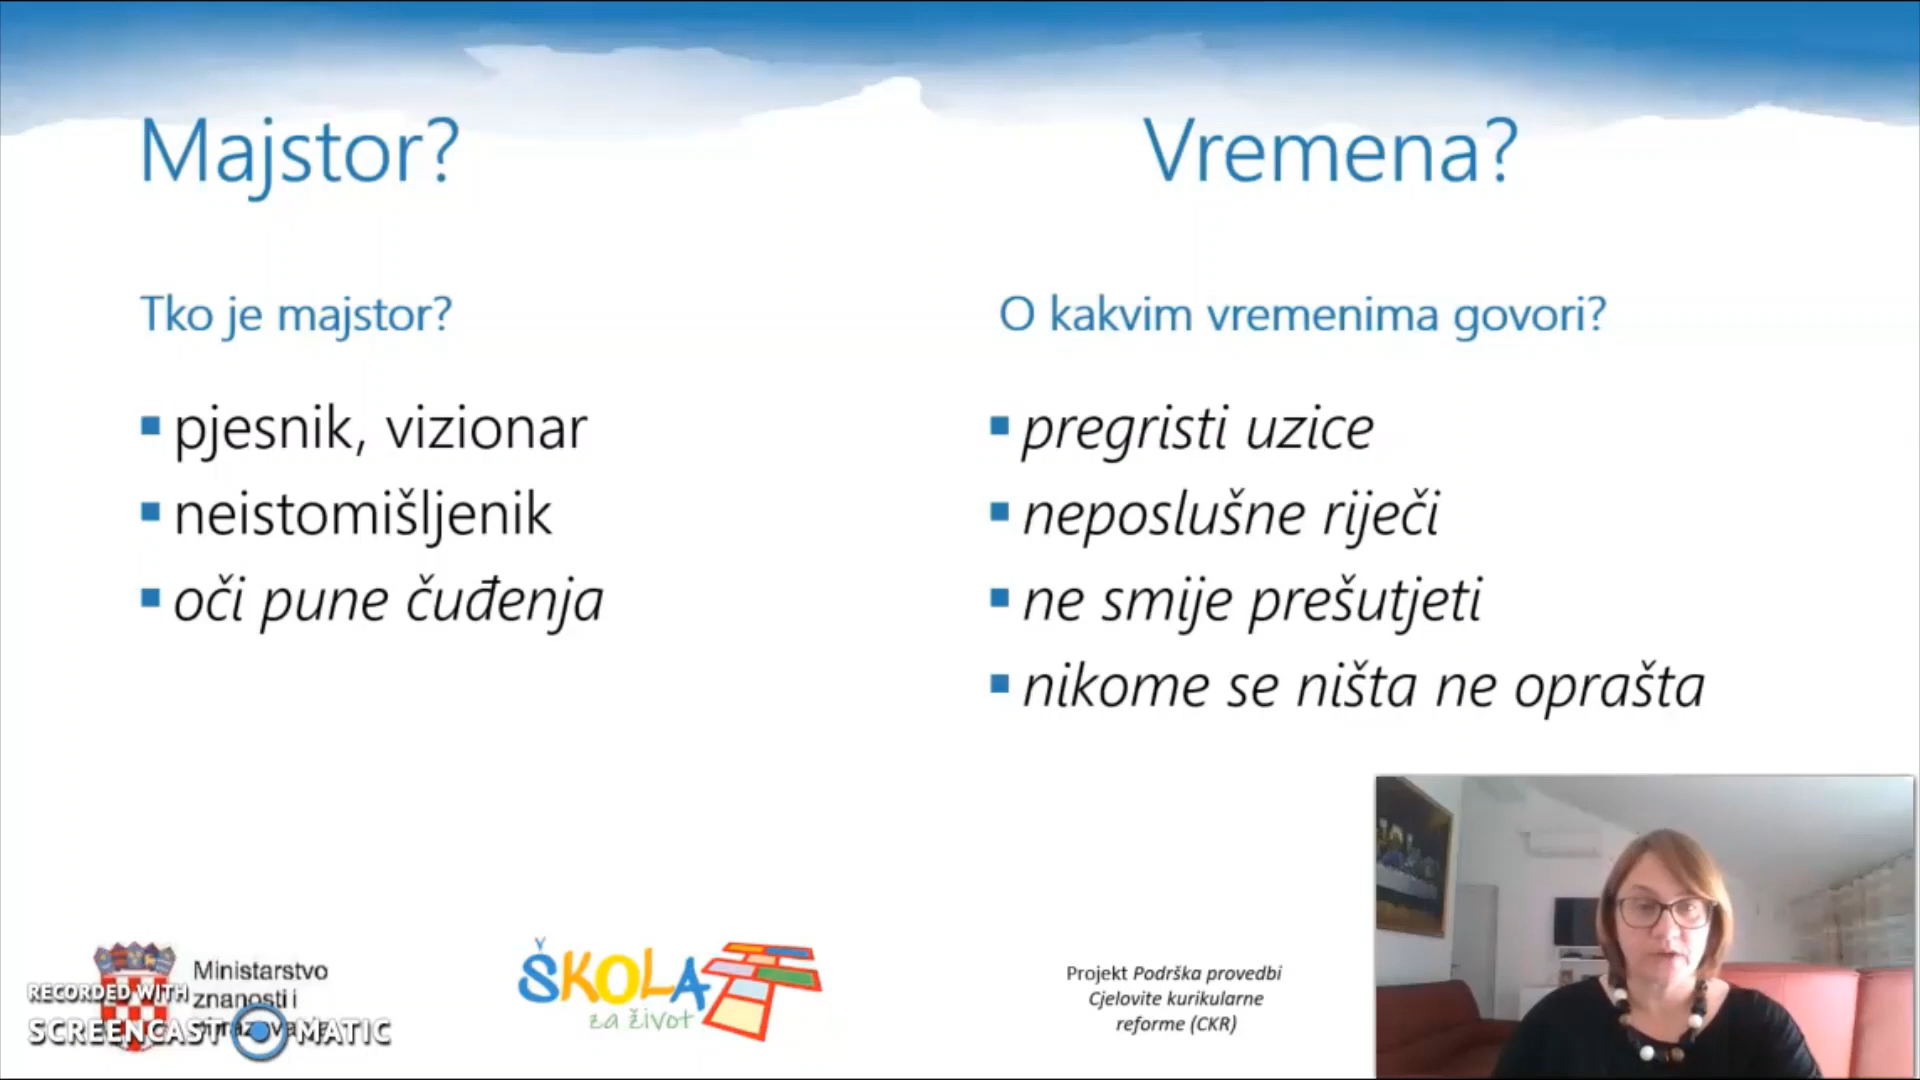 Majstor?
Vremena?
Tko je majstor?
pjesnik, vizionar
neistomišljenik
oči pune čuđenja
O kakvim vremenima govori?
pregristi uzice
neposlušne riječi
ne smije prešutjeti
nikome se ništa ne oprašta
Ministarstvo
znanosti i
RECORDED WITH
SCREENCAST MATIC
ŠKOLA
za život
Projekt Podrška provedbi
Cjelovite kurikularne
reforme (CKR)